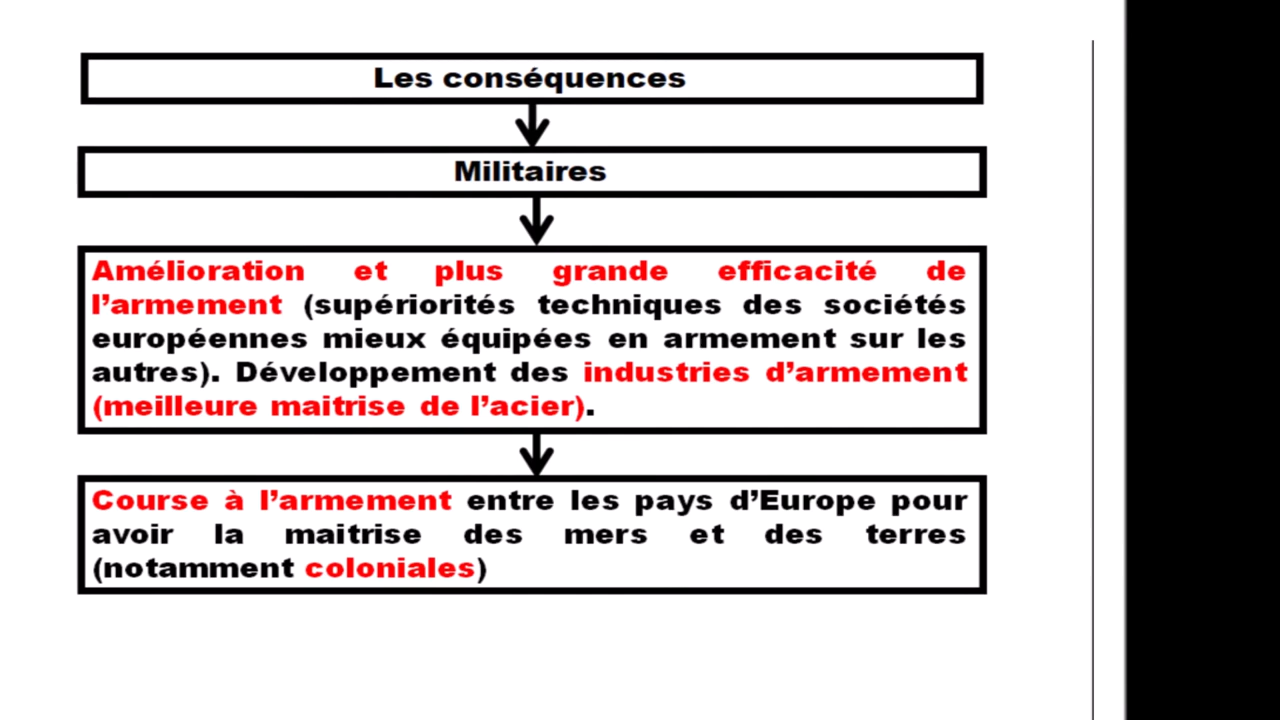 Les conséquences
Militaires
Amélioration et plus grande efficacité de
l’armement (supériorités techniques des sociétés
européennes mieux équipées en armement sur les
autres). Développement des industries d’armement
(meilleure maitrise de l’acier).
Course à l’armement entre les pays d’Europe pour
avoir la maitrise des mers et des terres
(notamment coloniales)